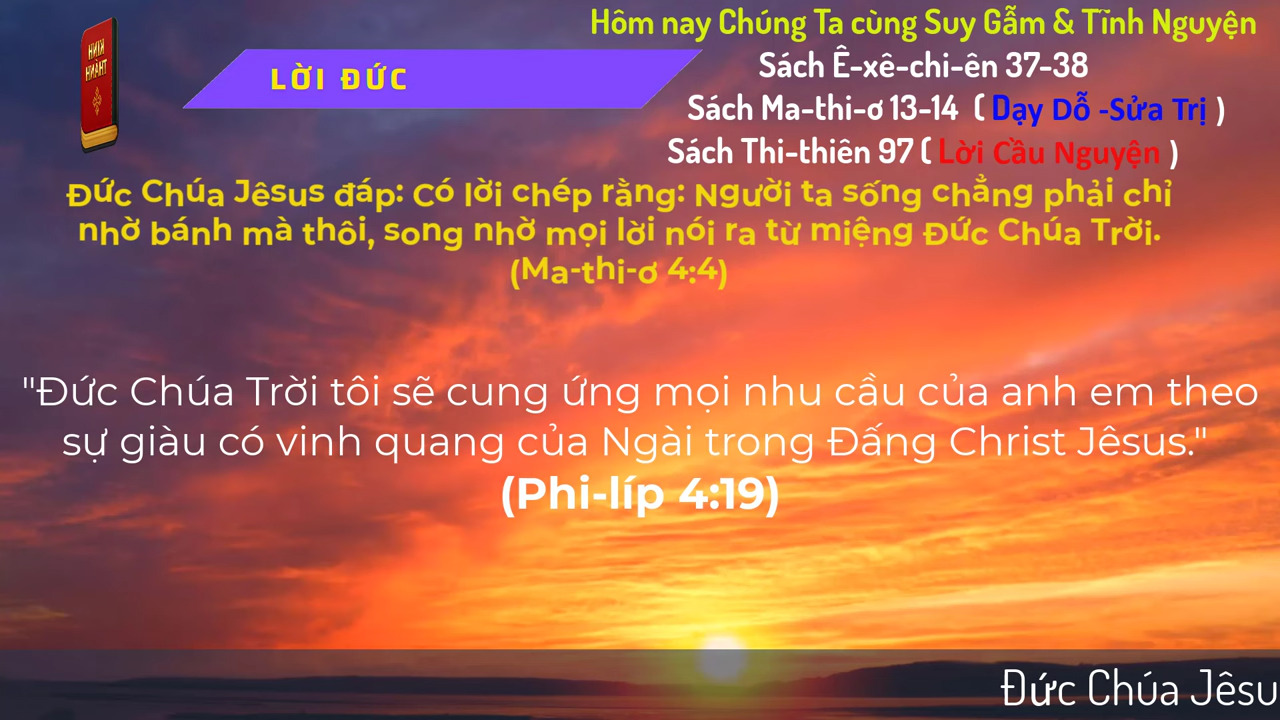 Hôm nay Chúng Ta cùng Suy Gẫm & Tĩnh Nguyện
Sách Ê-xê-chi-ên 37-38
Sách Ma-thi-ơ 13-14 ( Dạy Dỗ -Sửa Trị )
Sách Thi-thiên 97 ( Lời Cầu Nguyện )
KINH
THÁNH
LỜI ĐỨC
Đức Chúa Jêsus đáp: Có lời chép rằng: Người ta sống chẳng phải chỉ
nhờ bánh mà thôi, song nhờ mọi lời nói ra từ miệng Đức Chúa Trời.
(Ma-thi-ơ 4:4)
"Đức Chúa Trời tôi sẽ cung ứng mọi nhu cầu của anh em theo
sự giàu có vinh quang của Ngài trong Đấng Christ Jêsus."
(Phi-líp 4:19)
Đức Chúa Jêsu